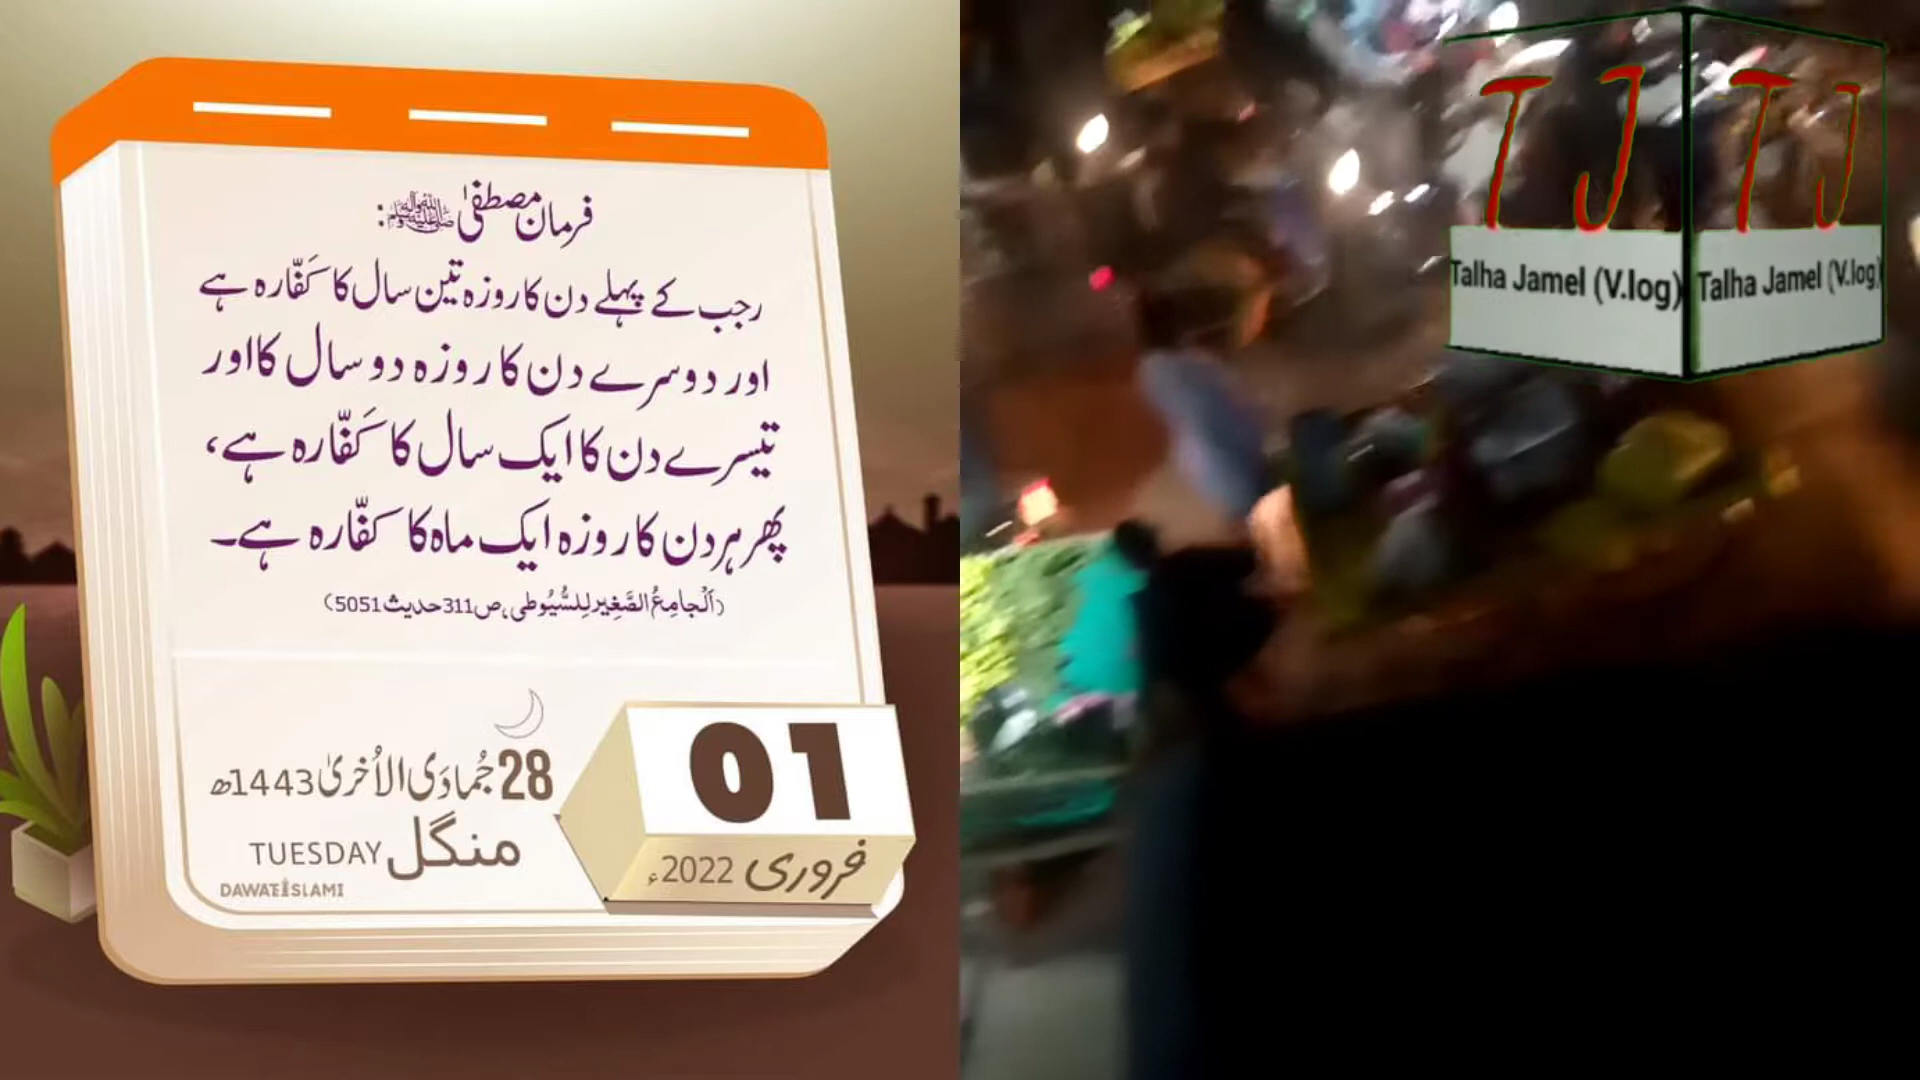 فرمانِ مصطفیٰ ﷺ:
رجب کے پہلے دن کا روزہ تین سال کا کَفّارہ ہے
اور دوسرے دن کا روزہ دو سال کا اور
تیسرے دن کا ایک سال کا کَفّارہ ہے،
پھر ہر دن کا روزہ ایک ماہ کا کفّارہ ہے۔
(اَلْجامِعُ الصَّغِیر لِلسُّیُوطی، ص311 حدیث 5051)
28 جُمادَی الاُخریٰ 1443ھ
منگل TUESDAY
DAWATEISLAMI
01
فروری 2022ء
TJ TJ
Talha Jamel (V.log) Talha Jamel (V.log)